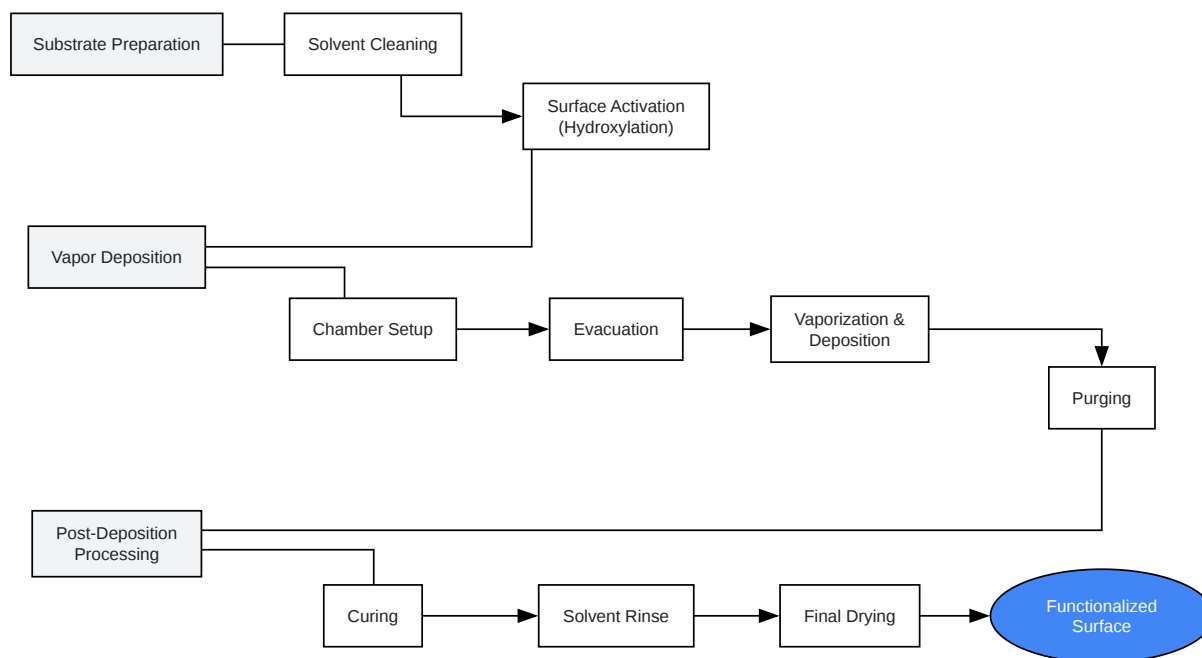 Substrate Preparation
Solvent Cleaning
Surface Activation
(Hydroxylation)
Vapor Deposition
Chamber Setup
Evacuation
Vaporization &
Deposition
Purging
Post-Deposition
Processing
Curing
Solvent Rinse
Final Drying
Functionalized
Surface